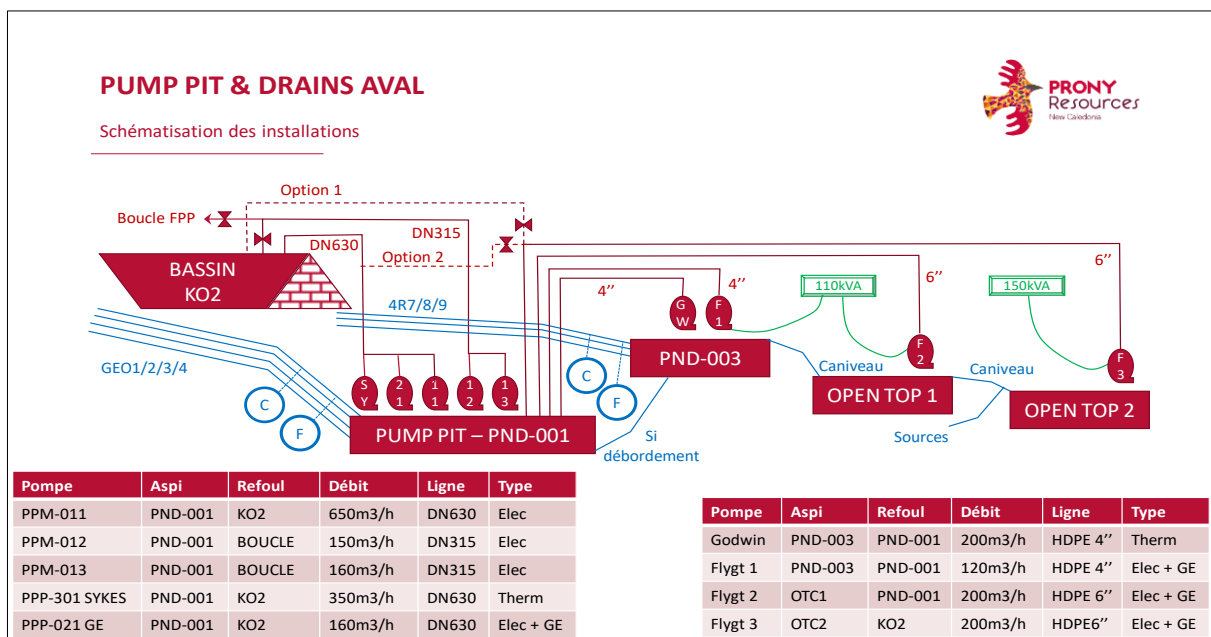 PUMP PIT & DRAINS AVAL
PRONY
Resources
New Caledonia
Schématisation des installations
Option 1
Boucle FPP
DN630
DN315
Option 2
6’’
BASSIN
KO2
4’’
4’’
110kVA
6’’
150kVA
G
W
F
1
4R7/8/9
PND-003
F
2
F
3
GEO1/2/3/4
C
F
Caniveau
Caniveau
S
Y
2
1
1
1
1
2
1
3
C
F
OPEN TOP 1
OPEN TOP 2
PUMP PIT – PND-001
Si
débordement
Sources
Pompe Aspi Refoul Débit Ligne Type
PPM-011 PND-001 KO2 650m3/h DN630 Elec
PPM-012 PND-001 BOUCLE 150m3/h DN315 Elec
PPM-013 PND-001 BOUCLE 160m3/h DN315 Elec
PPP-301 SYKES PND-001 KO2 350m3/h DN630 Therm
PPP-021 GE PND-001 KO2 160m3/h DN630 Elec + GE
Pompe Aspi Refoul Débit Ligne Type
Godwin PND-003 PND-001 200m3/h HDPE 4’’ Therm
Flygt 1 PND-003 PND-001 120m3/h HDPE 4’’ Elec + GE
Flygt 2 OTC1 PND-001 200m3/h HDPE 6’’ Elec + GE
Flygt 3 OTC2 KO2 200m3/h HDPE6’’ Elec + GE